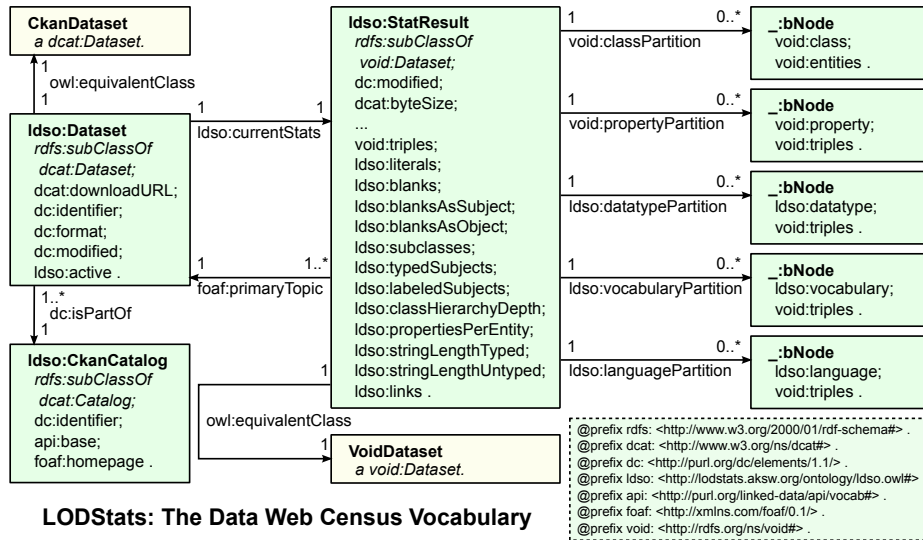 CkanDataset
a dcat:Dataset.
1
owl:equivalentClass
1
ldso:Dataset
rdfs:subClassOf
dcat:Dataset;
dcat:downloadURL;
dc:identifier;
dc:format;
dc:modified;
ldso:active .
1..*
dc:isPartOf
1
ldso:CkanCatalog
rdfs:subClassOf
dcat:Catalog;
dc:identifier;
api:base;
foaf:homepage .
1 1
ldso:currentStats
1 1..*
foaf:primaryTopic
1
owl:equivalentClass
1
ldso:StatResult
rdfs:subClassOf
void:Dataset;
dc:modified;
dcat:byteSize;
...
void:triples;
ldso:literals;
ldso:blanks;
ldso:blanksAsSubject;
ldso:blanksAsObject;
ldso:subclasses;
ldso:typedSubjects;
ldso:labeledSubjects;
ldso:classHierarchyDepth;
ldso:propertiesPerEntity;
ldso:stringLengthTyped;
ldso:stringLengthUntyped;
ldso:links .
VoidDataset
a void:Dataset.
1 0..*
void:classPartition
_:bNode
void:class;
void:entities .
1 0..*
void:propertyPartition
_:bNode
void:property;
void:triples .
1 0..*
ldso:datatypePartition
_:bNode
ldso:datatype;
void:triples .
1 0..*
ldso:vocabularyPartition
_:bNode
ldso:vocabulary;
void:triples .
1 0..*
ldso:languagePartition
_:bNode
ldso:language;
void:triples .
@prefix rdfs: <http://www.w3.org/2000/01/rdf-schema#> .
@prefix dcat: <http://www.w3.org/ns/dcat#> .
@prefix dc: <http://purl.org/dc/elements/1.1/> .
@prefix ldso: <http://lodstats.aksw.org/ontology/ldso.owl#>
@prefix api: <http://purl.org/linked-data/api/vocab#> .
@prefix foaf: <http://xmlns.com/foaf/0.1/> .
@prefix void: <http://rdfs.org/ns/void#> .
LODStats: The Data Web Census Vocabulary